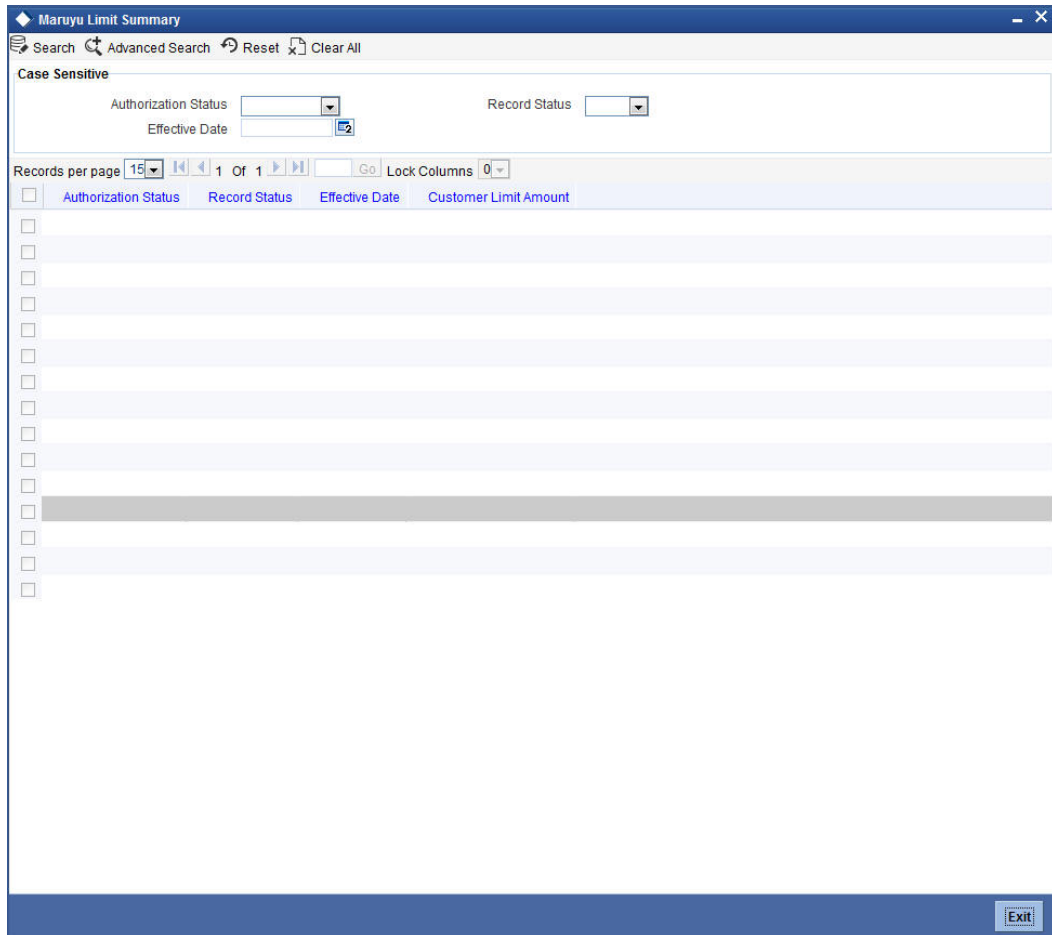 Maruyu Limit Summary
Search Advanced Search Reset Clear All
Case Sensitive
Authorization Status Record Status
Effective Date
Records per page 15 1 Of 1 Go Lock Columns 0
Authorization Status Record Status Effective Date Customer Limit Amount
Exit